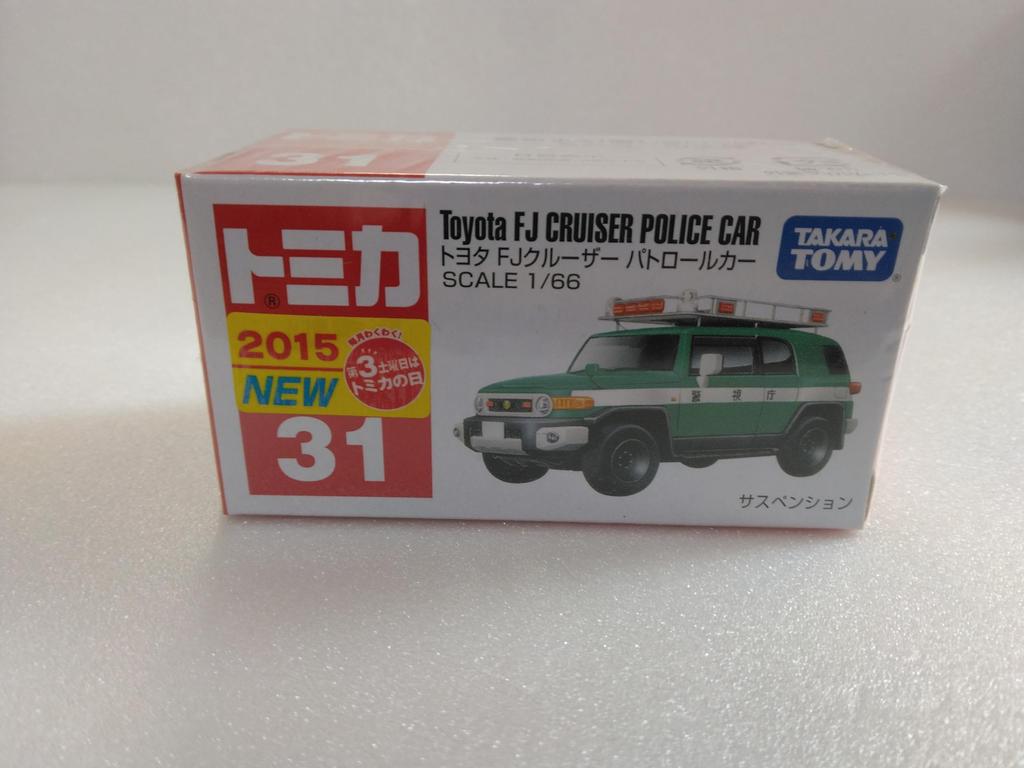 31
トミカ
®
2015
NEW
毎月わくわく!
第3土曜日は
トミカの日
31
Toyota FJ CRUISER POLICE CAR
トヨタ FJクルーザー パトロールカー
SCALE 1/66
TAKARA
TOMY
®
警視庁
サスペンション